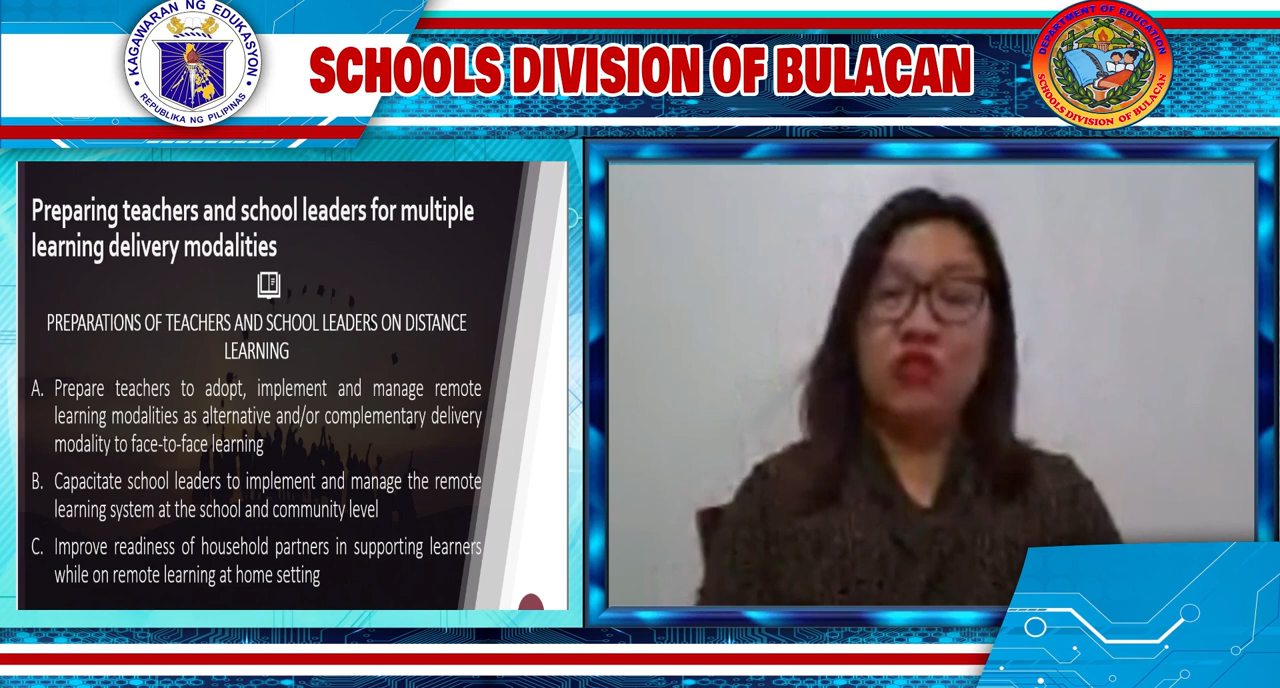 KAGAWARAN NG EDUKASYON
REPUBLIKA NG PILIPINAS
SCHOOLS DIVISION OF BULACAN
DEPARTMENT OF EDUCATION
SCHOOLS DIVISION OF BULACAN
Preparing teachers and school leaders for multiple
learning delivery modalities
PREPARATIONS OF TEACHERS AND SCHOOL LEADERS ON DISTANCE
LEARNING
A. Prepare teachers to adopt, implement and manage remote
learning modalities as alternative and/or complementary delivery
modality to face-to-face learning
B. Capacitate school leaders to implement and manage the remote
learning system at the school and community level
C. Improve readiness of household partners in supporting learners
while on remote learning at home setting